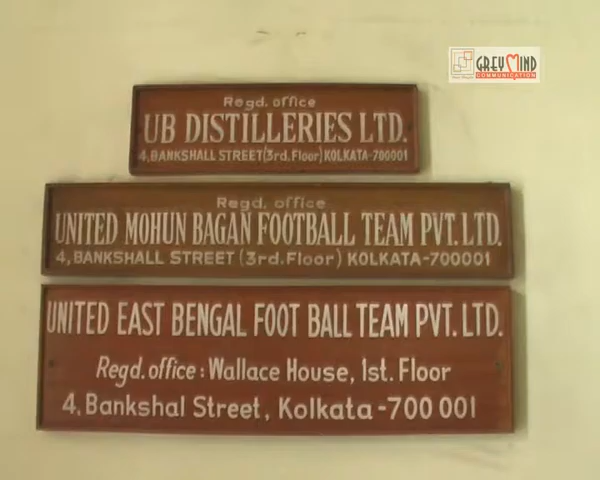 GREYMIND
COMMUNICATION
Regd. office
UB DISTILLERIES LTD.
4, BANKSHALL STREET (3rd. Floor) KOLKATA-700001
Regd. office
UNITED MOHUN BAGAN FOOTBALL TEAM PVT. LTD.
4, BANKSHALL STREET (3rd. Floor) KOLKATA-700001
UNITED EAST BENGAL FOOT BALL TEAM PVT. LTD.
Regd. office : Wallace House, 1st. Floor
4, Bankshal Street, Kolkata-700 001